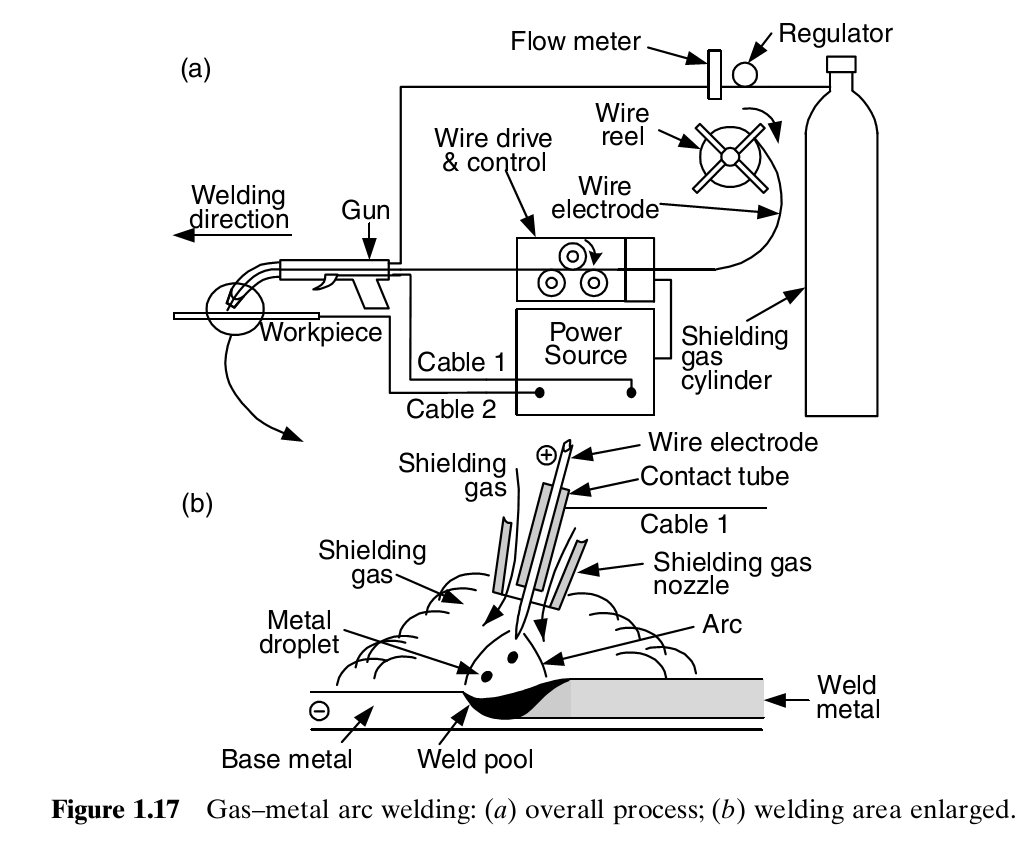 (a)
Flow meter
Regulator
Wire
reel
Wire drive
& control
Wire
electrode
Welding
direction
Gun
Workpiece
Power
Source
Cable 1
Cable 2
Shielding
gas
cylinder
(b)
Shielding
gas
⊕
Wire electrode
Contact tube
Cable 1
Shielding
gas
Shielding gas
nozzle
Metal
droplet
Arc
⊖
Weld
metal
Base metal
Weld pool
Figure 1.17 Gas–metal arc welding: (a) overall process; (b) welding area enlarged.